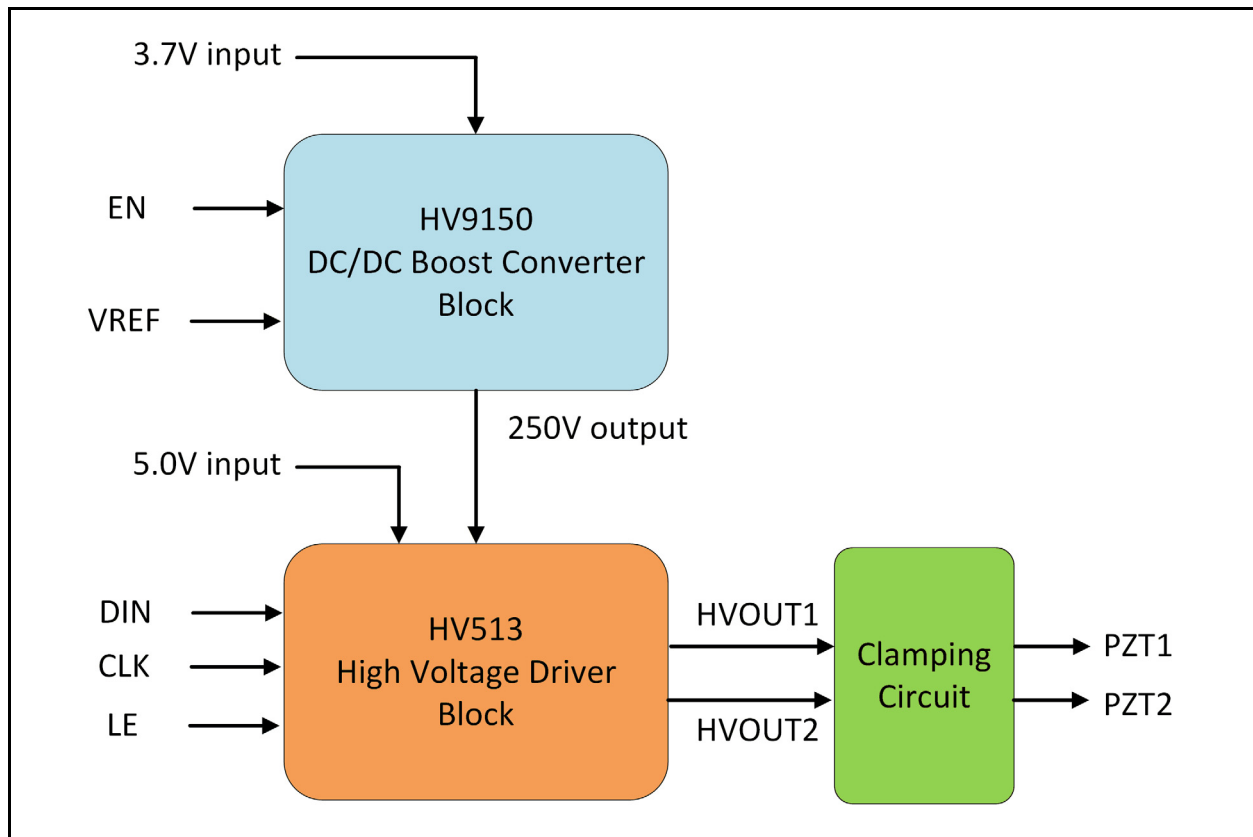 3.7V input
EN
VREF
HV9150
DC/DC Boost Converter
Block
250V output
5.0V input
DIN
CLK
LE
HV513
High Voltage Driver
Block
HVOUT1
HVOUT2
Clamping
Circuit
PZT1
PZT2